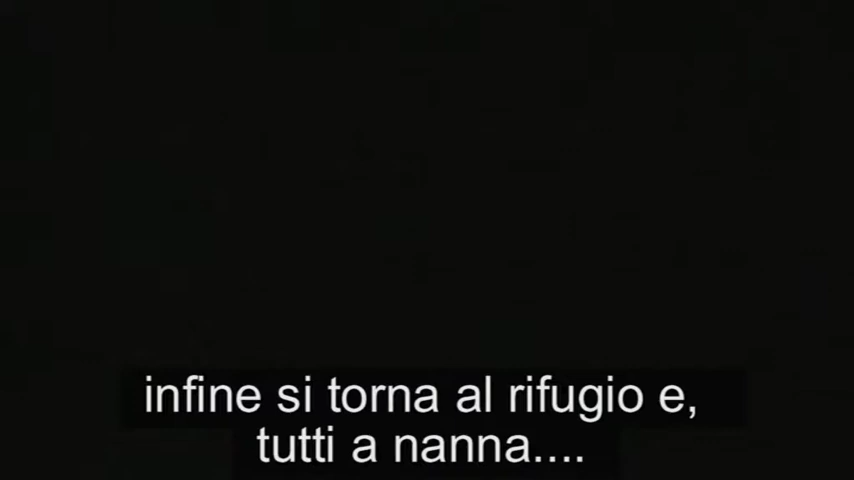 infine si torna al rifugio e,
tutti a nanna....